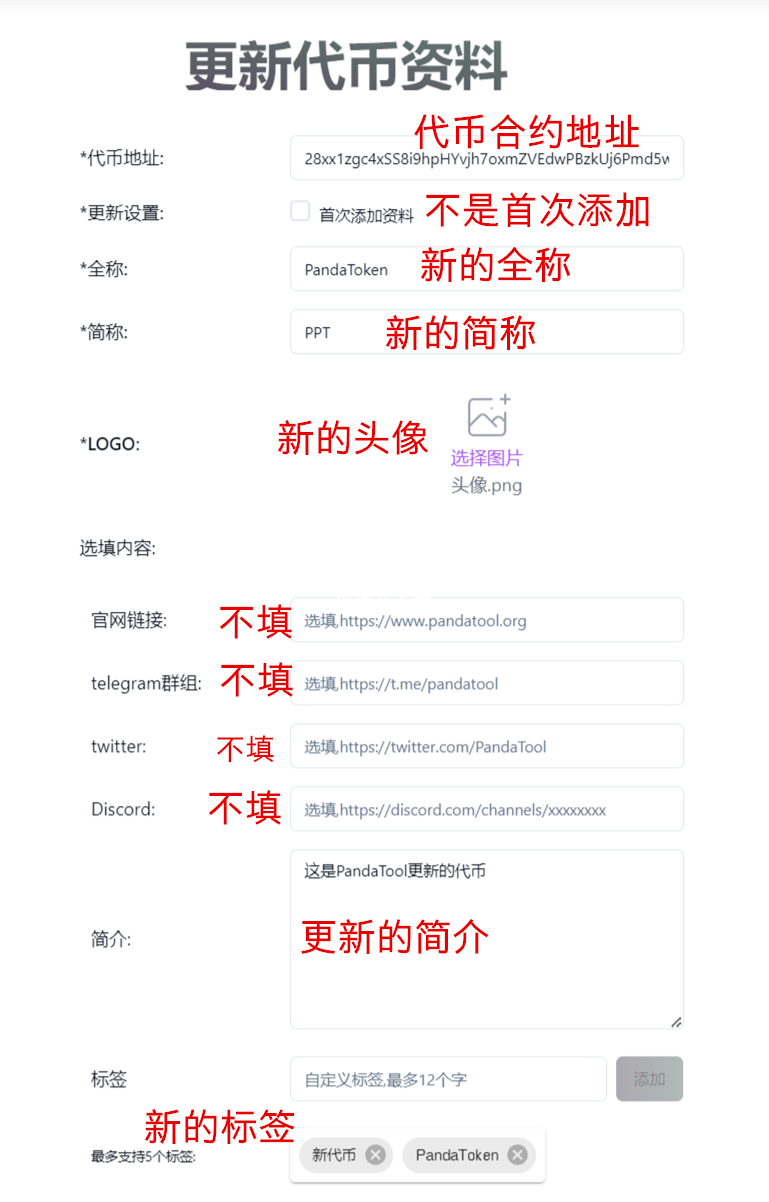 更新代币资料
代币合约地址
*代币地址: 28xx1zgc4xSS8i9hpHYvjh7oxmZVEdwPBzkUj6Pmd5w
*更新设置: 首次添加资料 不是首次添加
*全称: PandaToken 新的全称
*简称: PPT 新的简称
*LOGO: 新的头像
选择图片
头像.png
选填内容:
官网链接: 不填 选填,https://www.pandatool.org
telegram群组: 不填 选填,https://t.me/pandatool
twitter: 不填 选填,https://twitter.com/PandaTool
Discord: 不填 选填,https://discord.com/channels/xxxxxxxx
这是PandaTool更新的代币
简介: 更新的简介
标签 自定义标签,最多12个字 添加
新的标签
最多支持5个标签: 新代币 PandaToken